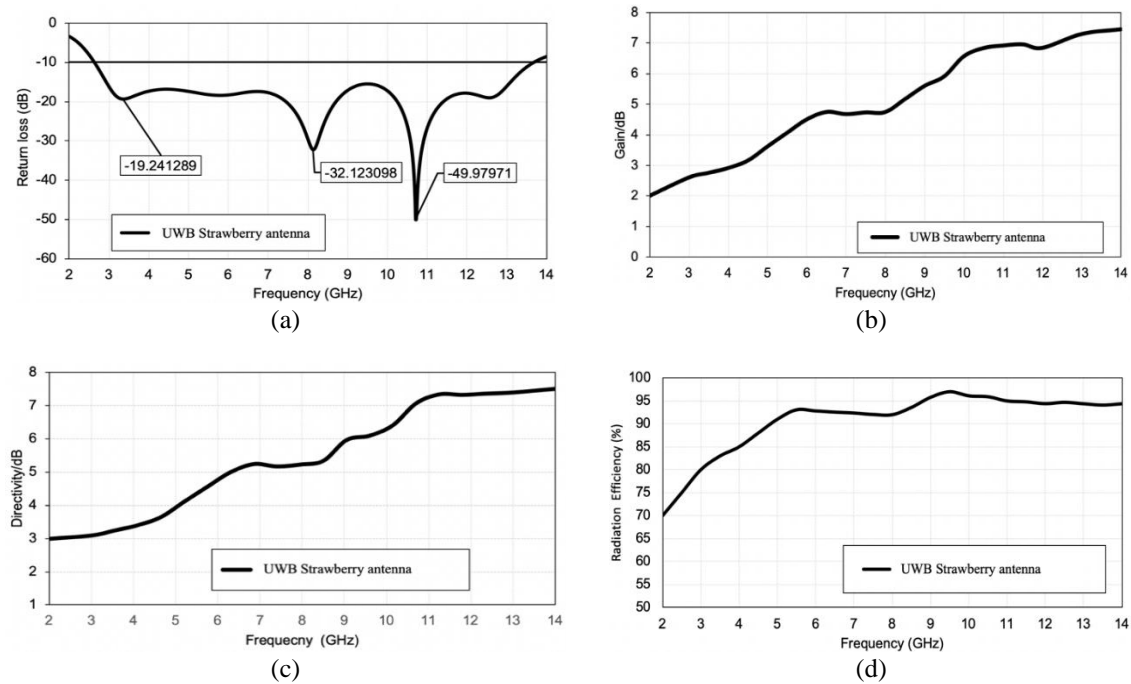 0
-10
-20
-30
-40
-50
-60
Return loss (dB)
-19.241289
-32.123098
-49.97971
UWB Strawberry antenna
2 3 4 5 6 7 8 9 10 11 12 13 14
Frequency (GHz)
(a)
8
7
6
5
4
3
2
1
0
Gain/dB
UWB Strawberry antenna
2 3 4 5 6 7 8 9 10 11 12 13 14
Frequecny (GHz)
(b)
8
7
6
5
4
3
2
1
Directivity/dB
UWB Strawberry antenna
2 3 4 5 6 7 8 9 10 11 12 13 14
Frequecny (GHz)
(c)
100
95
90
85
80
75
70
65
60
55
50
Radiation Efficiency (%)
UWB Strawberry antenna
2 3 4 5 6 7 8 9 10 11 12 13 14
Frequency (GHz)
(d)